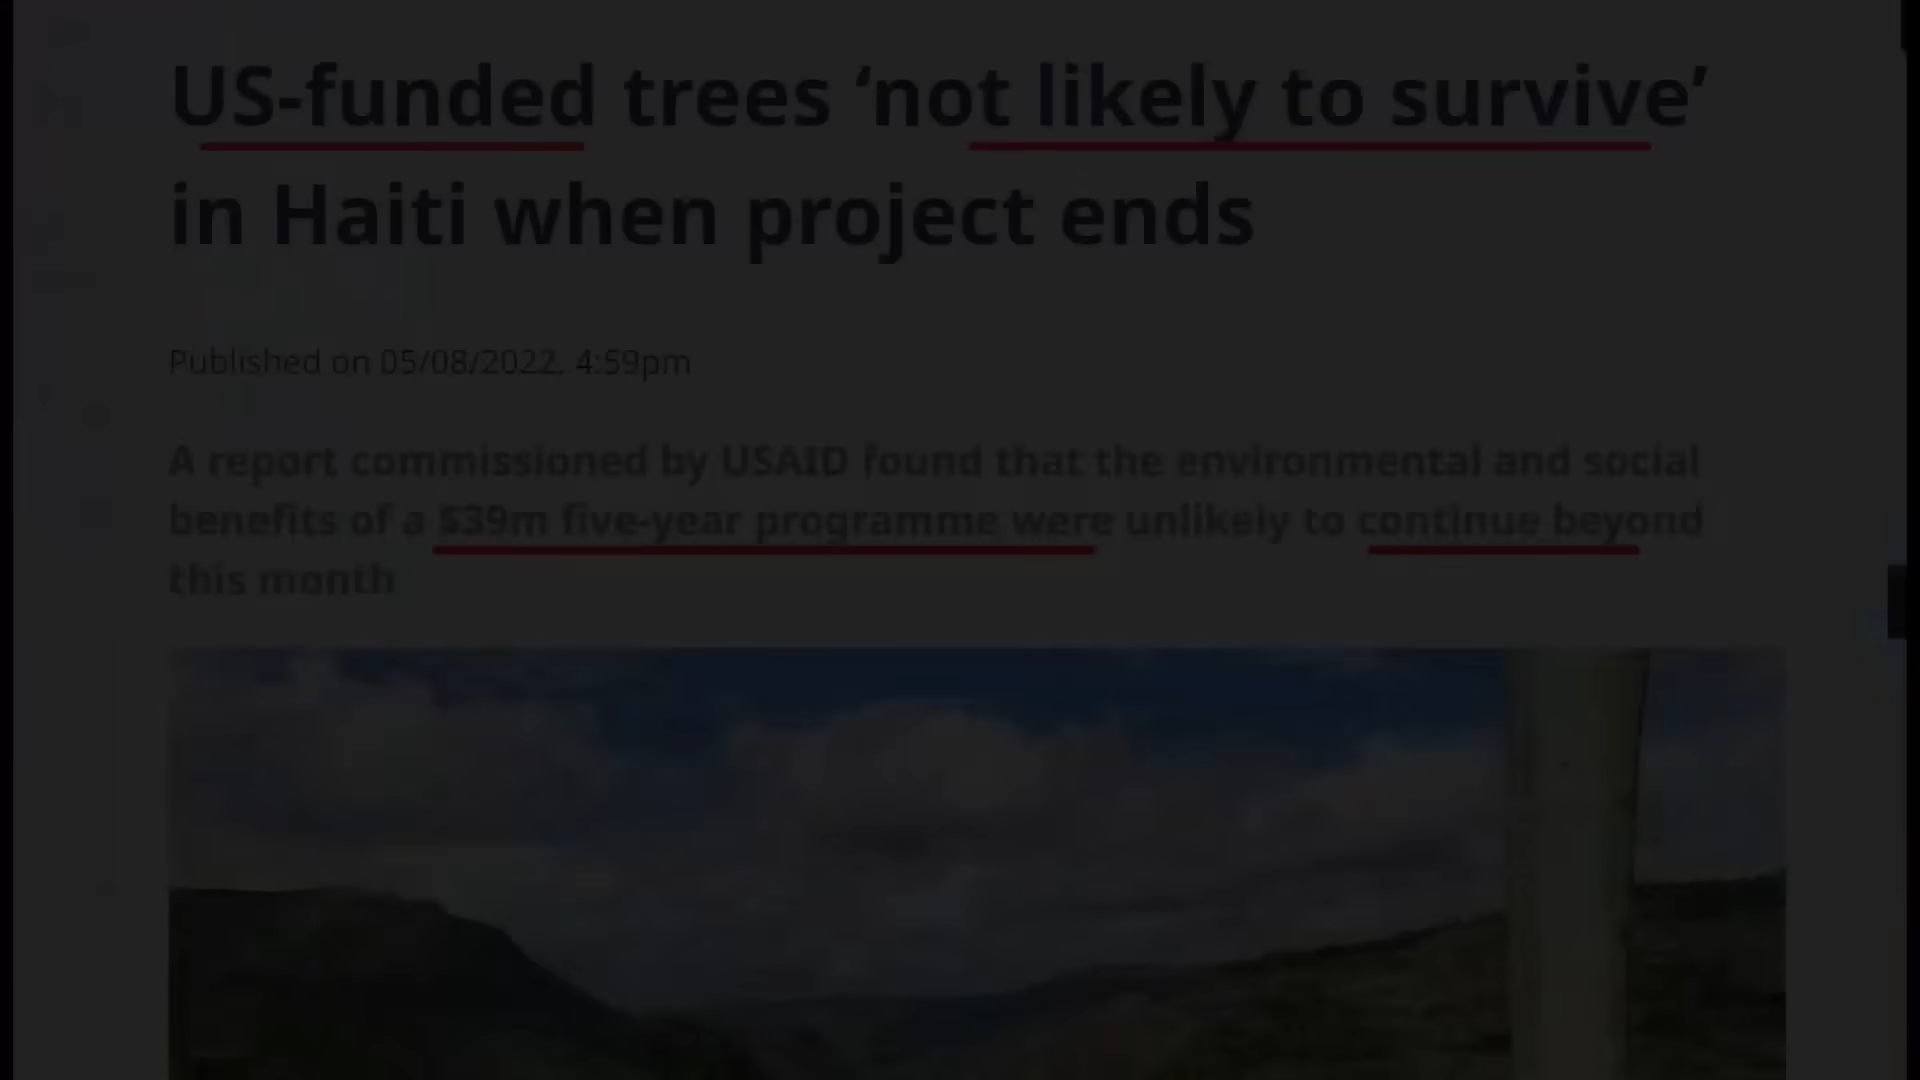 US-funded trees ‘not likely to survive’
in Haiti when project ends
Published on 05/08/2022, 4:59pm
A report commissioned by USAID found that the environmental and social
benefits of a $39m five-year programme were unlikely to continue beyond
this month